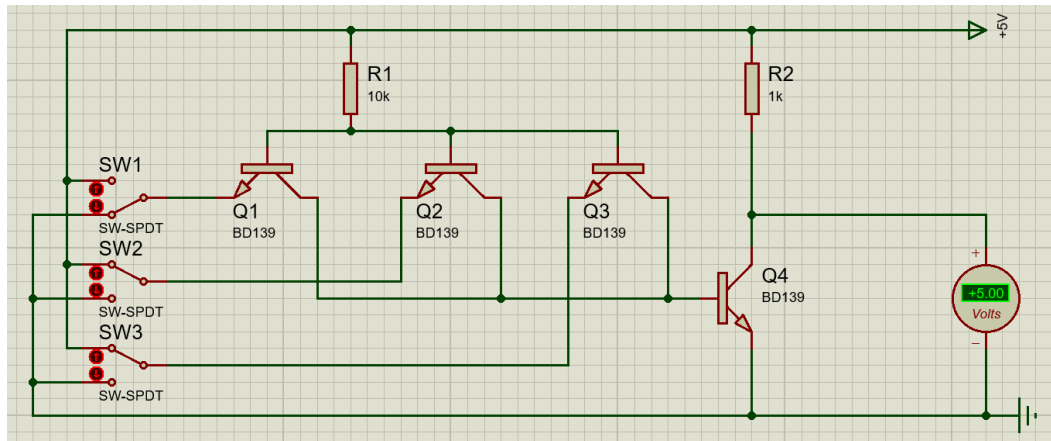 +5V
R1
10k
R2
1k
SW1
SW-SPDT
Q1
BD139
Q2
BD139
Q3
BD139
SW2
SW-SPDT
Q4
BD139
+
+5.00
Volts
−
SW3
SW-SPDT